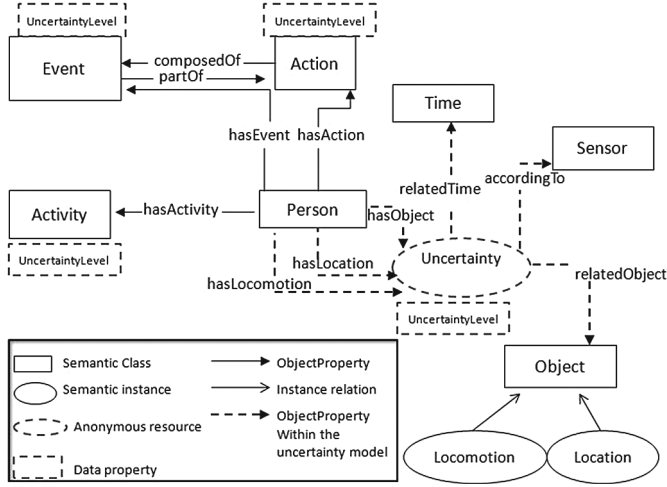 UncertaintyLevel
UncertaintyLevel
Event
composedOf
partOf
Action
Time
hasEvent
hasAction
Sensor
accordingTo
relatedTime
Activity
hasActivity
Person
hasObject
Uncertainty
UncertaintyLevel
hasLocation
hasLocomotion
relatedObject
UncertaintyLevel
Semantic Class
ObjectProperty
Object
Semantic instance
Instance relation
Anonymous resource
ObjectProperty
Within the
uncertainty model
Data property
Locomotion
Location